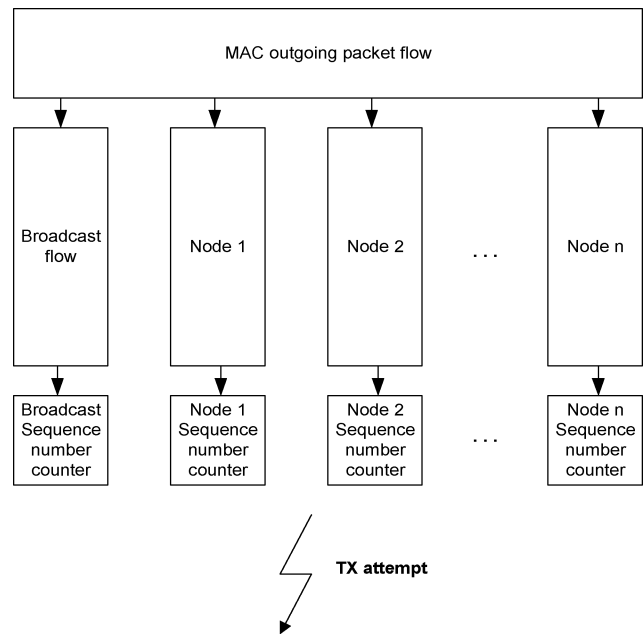 MAC outgoing packet flow
Broadcast
flow
Node 1
Node 2
. . .
Node n
Broadcast
Sequence
number
counter
Node 1
Sequence
number
counter
Node 2
Sequence
number
counter
. . .
Node n
Sequence
number
counter
TX attempt